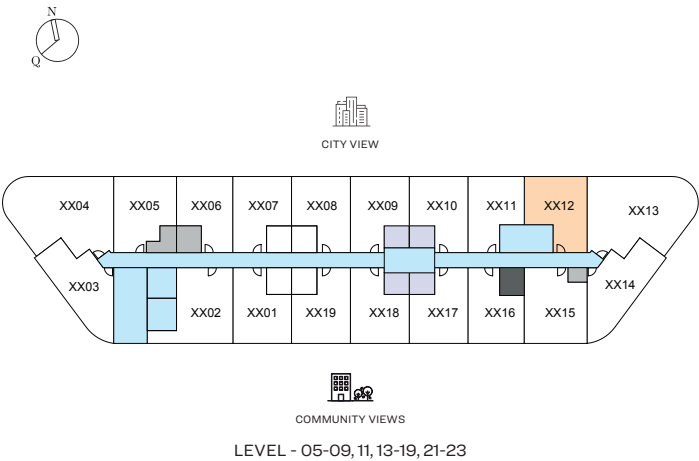 N
Q
CITY VIEW
XX04 XX05 XX06 XX07 XX08 XX09 XX10 XX11 XX12 XX13
XX03 XX02 XX01 XX19 XX18 XX17 XX16 XX15 XX14
COMMUNITY VIEWS
LEVEL - 05-09, 11, 13-19, 21-23